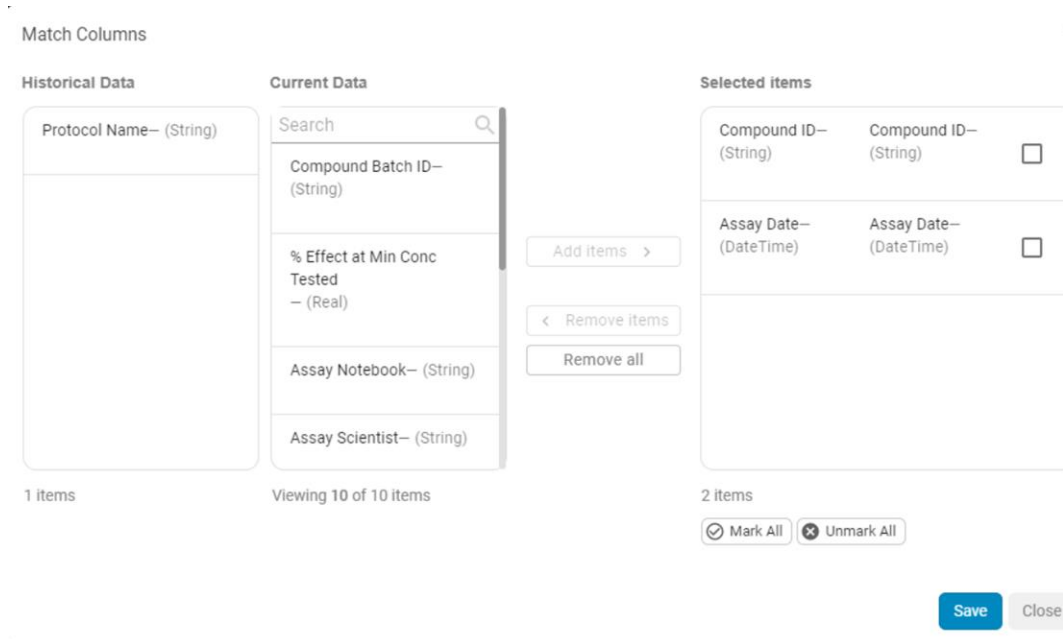 Match Columns
Historical Data
Current Data
Selected items
Protocol Name– (String)
Search
Compound Batch ID–
(String)
% Effect at Min Conc
Tested
– (Real)
Assay Notebook– (String)
Assay Scientist– (String)
Add items >
< Remove items
Remove all
Compound ID–
(String)
Compound ID–
(String)
Assay Date–
(DateTime)
Assay Date–
(DateTime)
1 items
Viewing 10 of 10 items
2 items
Mark All
Unmark All
Save
Close